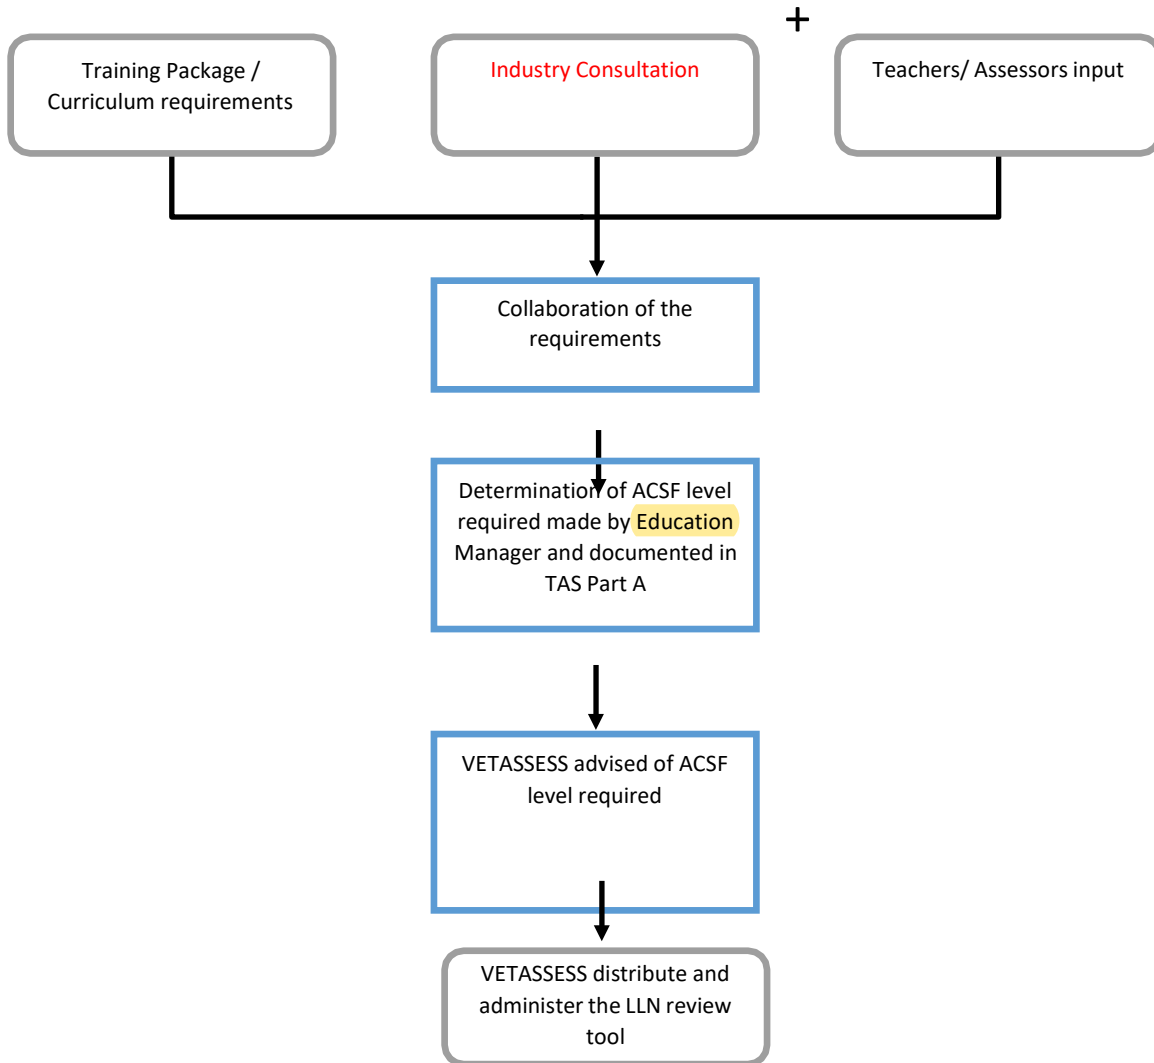 +
Training Package /
Curriculum requirements
Industry Consultation
Teachers/ Assessors input
Collaboration of the
requirements
Determination of ACSF level
required made by Education
Manager and documented in
TAS Part A
VETASSESS advised of ACSF
level required
VETASSESS distribute and
administer the LLN review
tool